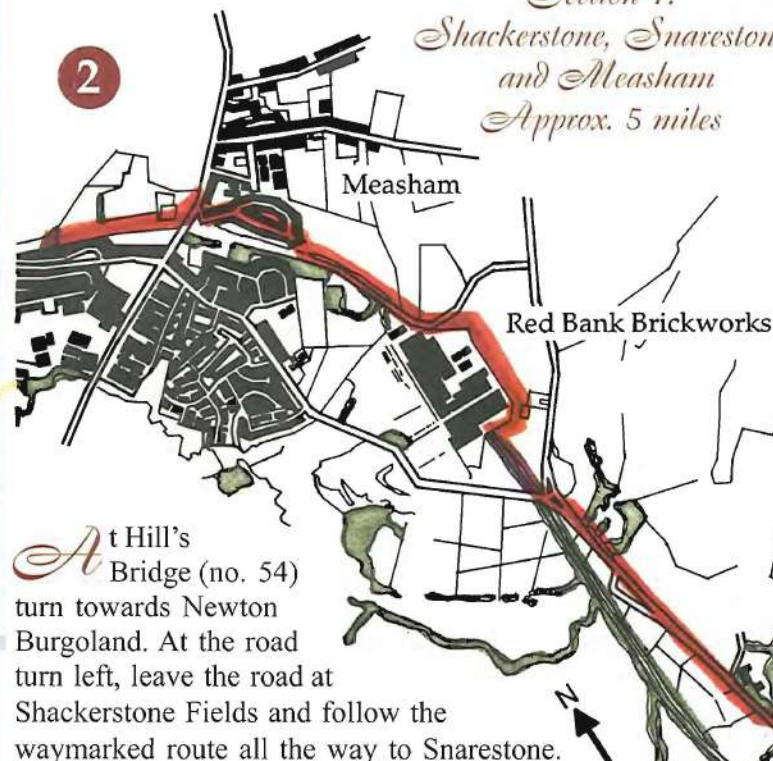 2
Shackerstone, Snareston
and Measham
Approx. 5 miles
Measham
Red Bank Brickworks
At Hill's
Bridge (no. 54)
turn towards Newton
Burgoland. At the road
turn left, leave the road at
Shackerstone Fields and follow the
waymarked route all the way to Snarestone.
N